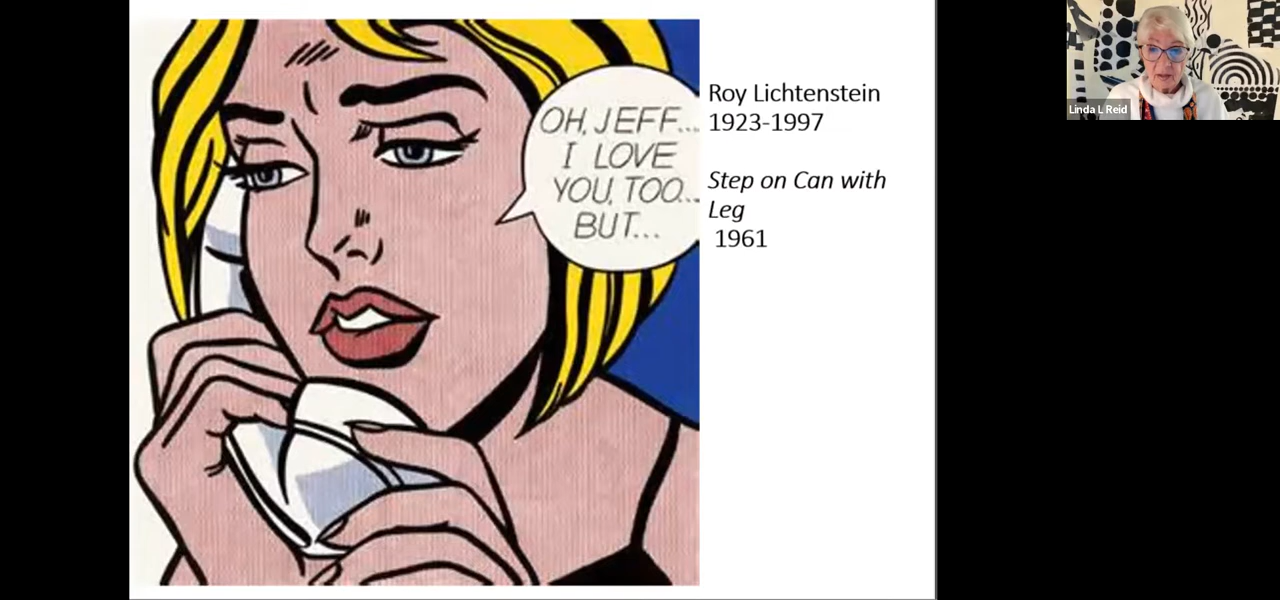 OH, JEFF...
I LOVE
YOU, TOO...
BUT...
Roy Lichtenstein
1923-1997
Step on Can with
Leg
1961
Linda L Reid